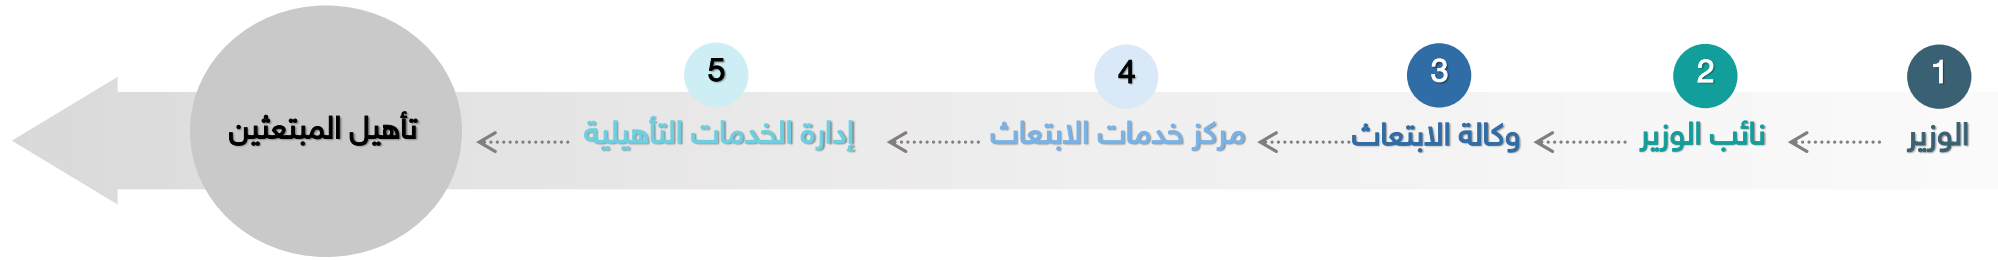 1
الوزير
2
نائب الوزير
3
وكالة الابتعاث
4
مركز خدمات الابتعاث
5
إدارة الخدمات التأهيلية
تأهيل المبتعثين